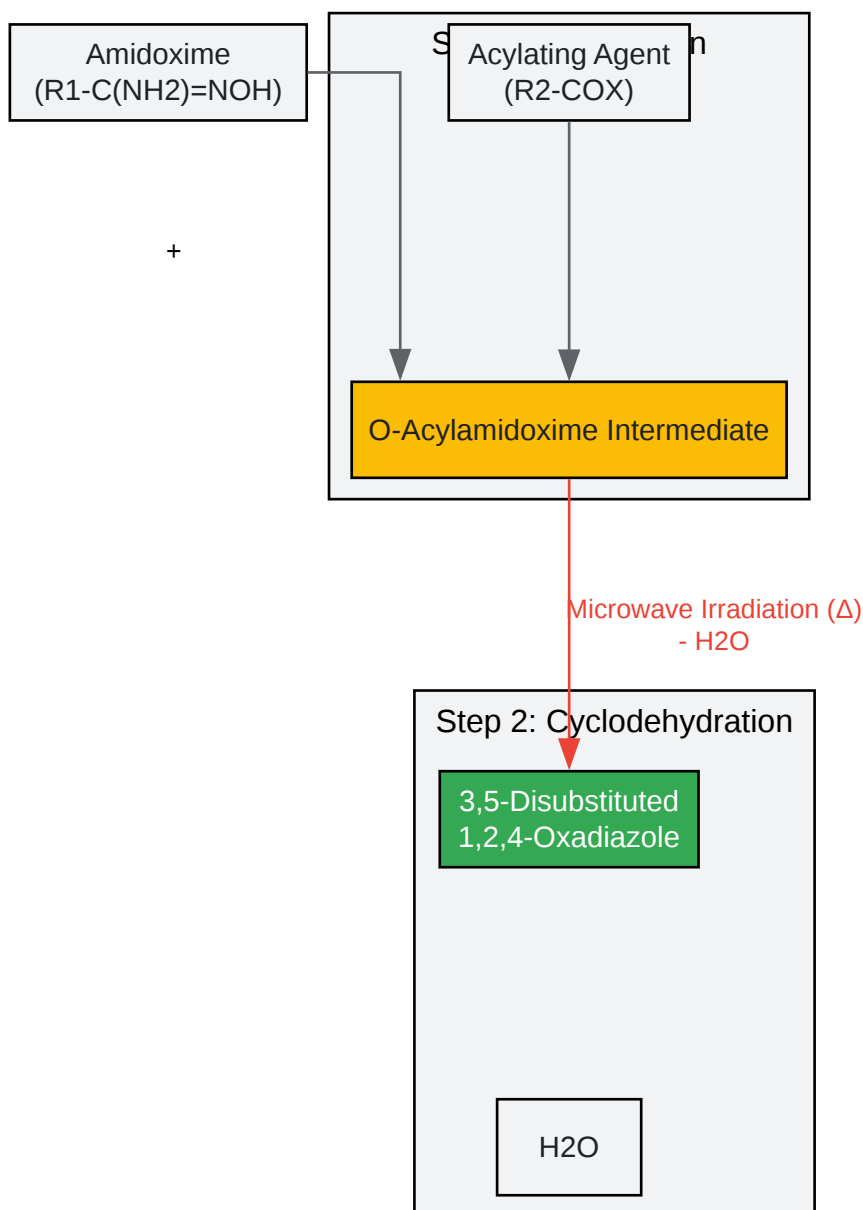 Amidoxime
(R1-C(NH2)=NOH)
Acylating Agent
(R2-COX)
+
O-Acylamidoxime Intermediate
Microwave Irradiation (Δ)
- H2O
Step 2: Cyclodehydration
3,5-Disubstituted
1,2,4-Oxadiazole
H2O